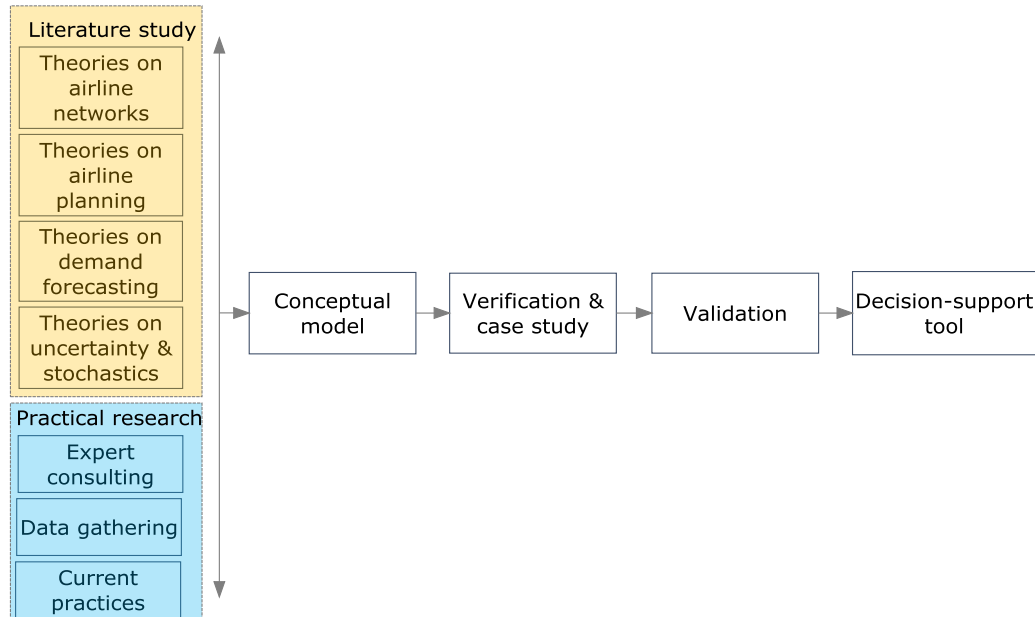 Literature study
Theories on
airline
networks
Theories on
airline
planning
Theories on
demand
forecasting
Theories on
uncertainty &
stochastics
Practical research
Expert
consulting
Data gathering
Current
practices
Conceptual
model
Verification &
case study
Validation
Decision-support
tool